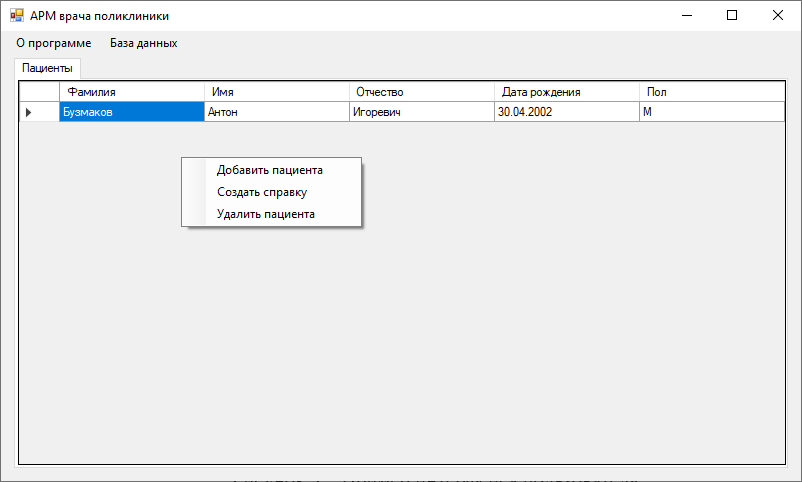 АРМ врача поликлиники
О программе База данных
Пациенты
Фамилия Имя Отчество Дата рождения Пол
Бузмаков Антон Игоревич 30.04.2002 М
Добавить пациента
Создать справку
Удалить пациента